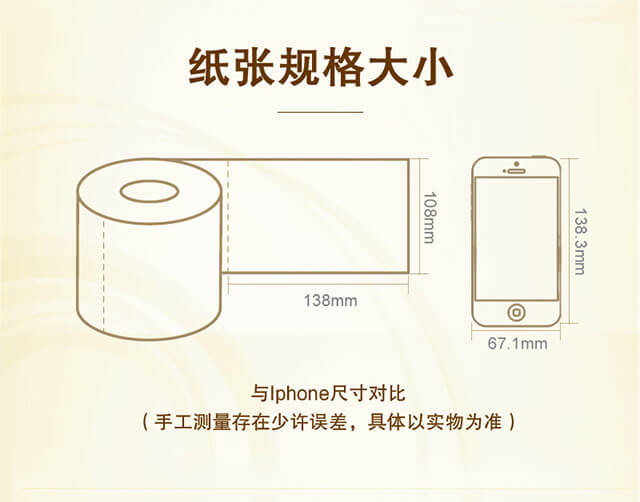 纸张规格大小
108mm
138mm
138.3mm
67.1mm
与Iphone尺寸对比
（手工测量存在少许误差，具体以实物为准）